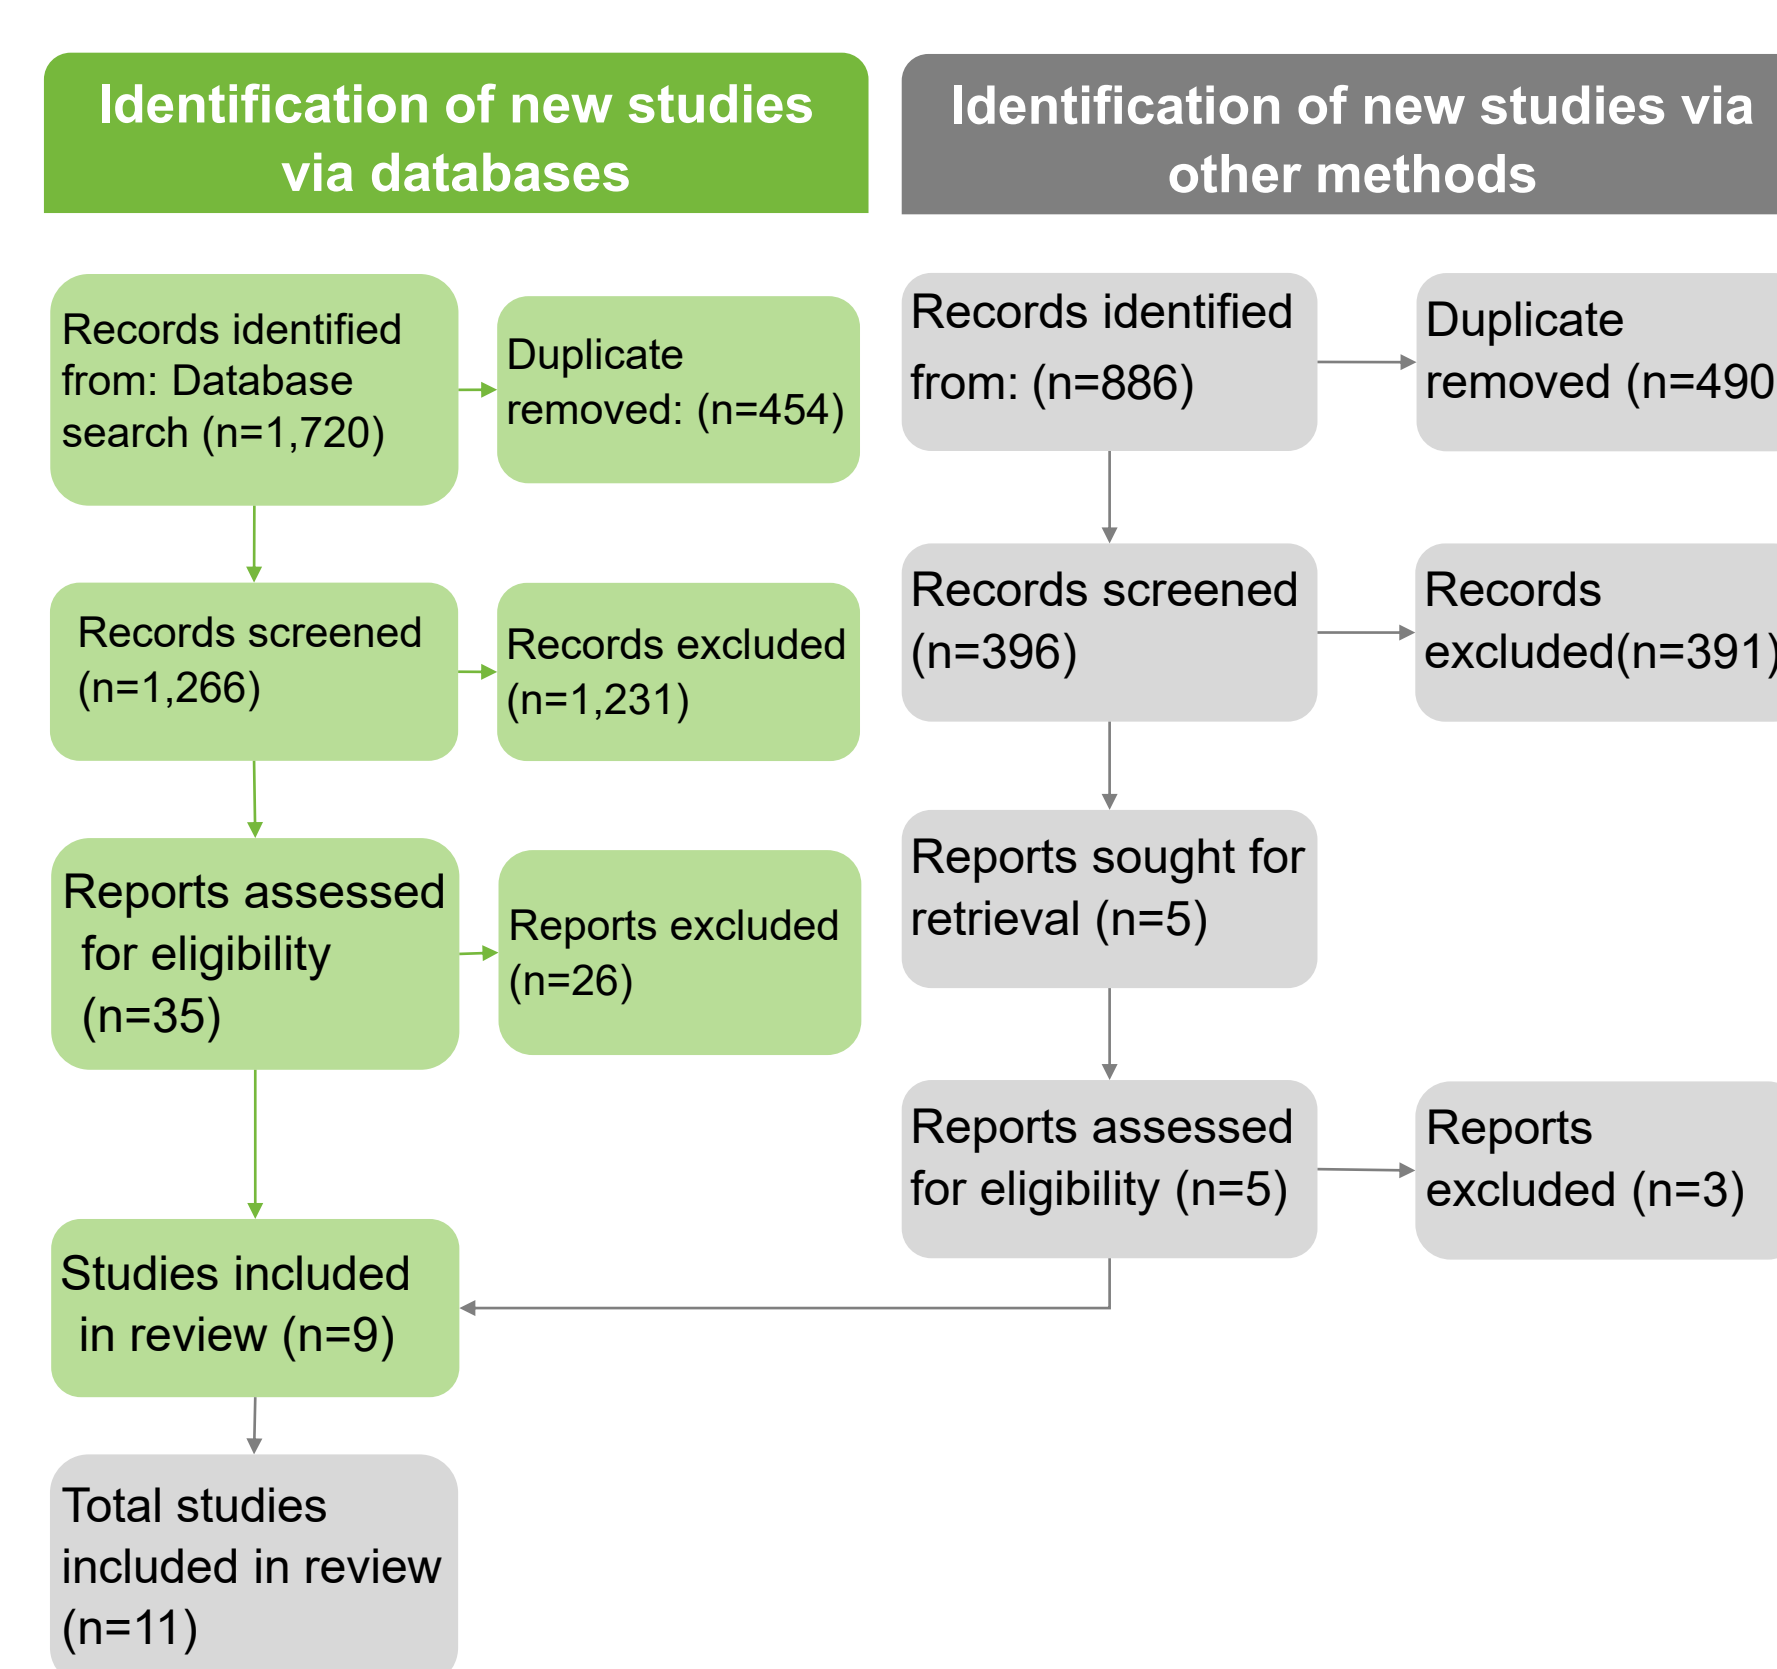 Identification of new studies
via databases
Records identified
from: Database
search (n=1,720)
Duplicate
removed: (n=454)
Records screened
(n=1,266)
Records excluded
(n=1,231)
Reports assessed
for eligibility
(n=35)
Reports excluded
(n=26)
Studies included
in review (n=9)
Total studies
included in review
(n=11)
Identification of new studies via
other methods
Records identified
from: (n=886)
Duplicate
removed (n=490
Records screened
(n=396)
Records
excluded(n=391)
Reports sought for
retrieval (n=5)
Reports assessed
for eligibility (n=5)
Reports
excluded (n=3)